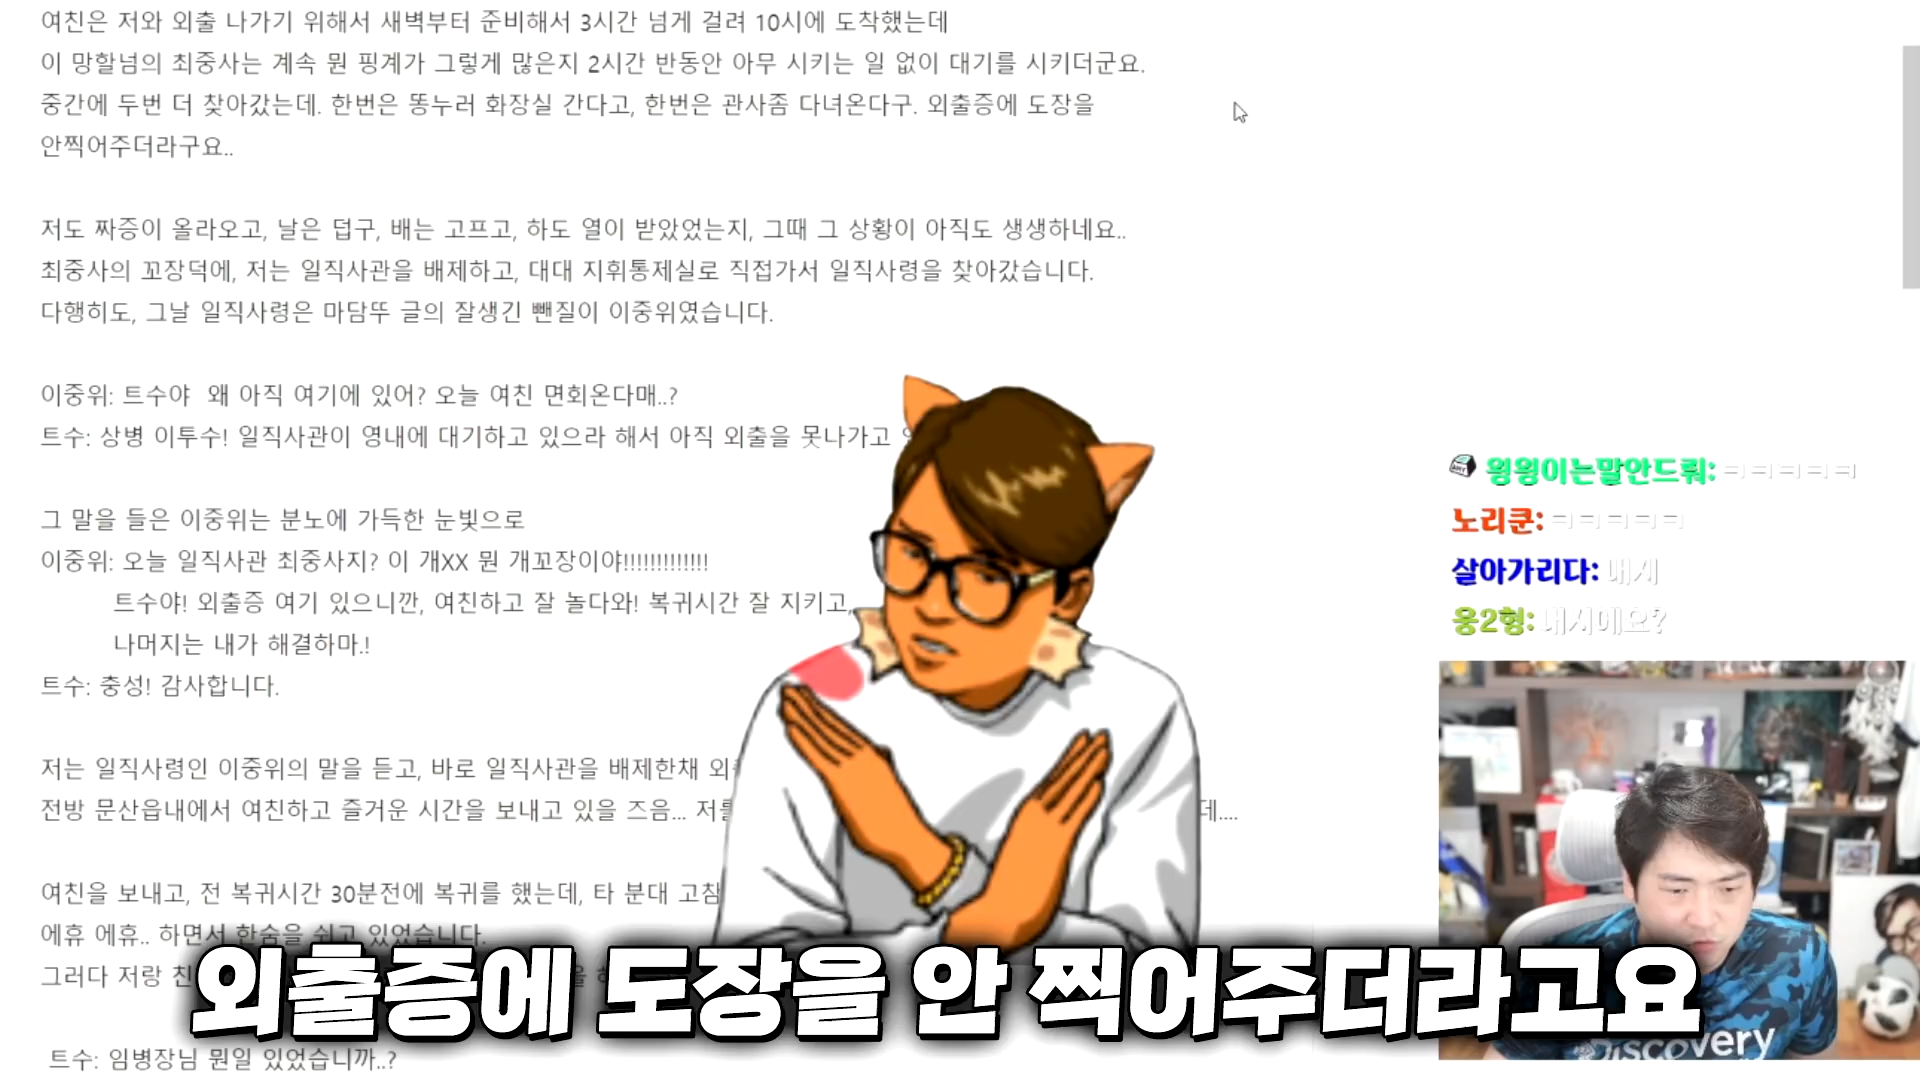 여친은 저와 외출 나가기 위해서 새벽부터 준비해서 3시간 넘게 걸려 10시에 도착했는데
이 망할넘의 최중사는 계속 뭔 핑계가 그렇게 많은지 2시간 반동안 아무 시키는 일 없이 대기를 시키더군요.
중간에 두번 더 찾아갔는데. 한번은 똥누러 화장실 간다고, 한번은 관사좀 다녀온다구. 외출증에 도장을
안찍어주더라구요..
저도 짜증이 올라오고, 날은 덥구, 배는 고프고, 하도 열이 받았었는지, 그때 그 상황이 아직도 생생하네요..
최중사의 꼬장덕에, 저는 일직사관을 배제하고, 대대 지휘통제실로 직접가서 일직사령을 찾아갔습니다.
다행히도, 그날 일직사령은 마담뚜 글의 잘생긴 뺀질이 이중위였습니다.
이중위: 트수야 왜 아직 여기에 있어? 오늘 여친 면회온다매..?
트수: 상병 이투수! 일직사관이 영내에 대기하고 있으라 해서 아직 외출을 못나가고
그 말을 들은 이중위는 분노에 가득한 눈빛으로
이중위: 오늘 일직사관 최중사지? 이 개XX 뭔 개꼬장이야!!!!!!!!!!!!!
트수야! 외출증 여기 있으니깐, 여친하고 잘 놀다와! 복귀시간 잘 지키고,
나머지는 내가 해결하마.!
트수: 충성! 감사합니다.
저는 일직사령인 이중위의 말을 듣고, 바로 일직사관을 배제한채
전방 문산읍내에서 여친하고 즐거운 시간을 보내고 있을 즈음... 데....
여친을 보내고, 전 복귀시간 30분전에 복귀를 했는데, 타 분대 고참
에휴 에휴.. 하면서 한숨을 쉬고 있었습니다.
그러다 저랑 친
트수: 임병장님 뭔일 있었습니까..?
윙윙이는말안드뤄: ㅋㅋㅋㅋㅋ
노리쿤: ㅋㅋㅋㅋㅋ
살아가리다: 내시
웅2형: 내시에요?
Discovery
외출증에 도장을 안 찍어주더라고요